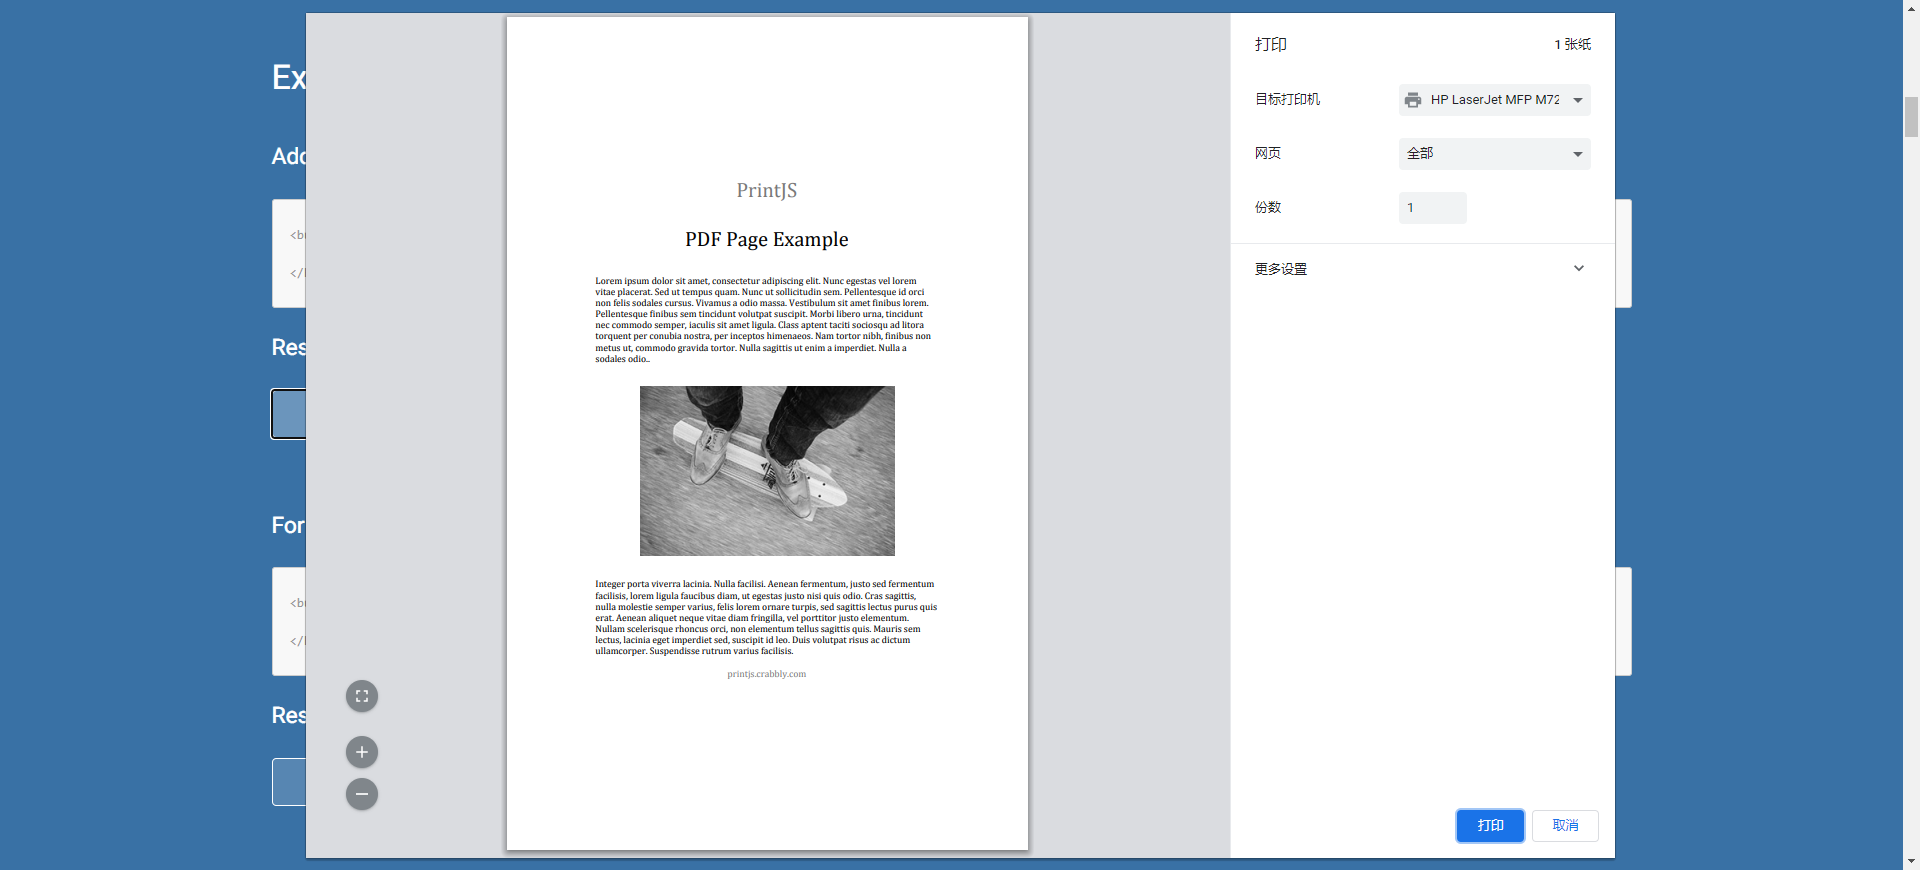 Ex
Add
<bu
</l
Res
For
<bu
</l
Res
PrintJS
PDF Page Example
Lorem ipsum dolor sit amet, consectetur adipiscing elit. Nunc egestas vel lorem
vitae placerat. Sed ut tempus quam. Nunc ut sollicitudin sem. Pellentesque id orci
non felis sodales cursus. Vivamus a odio massa. Vestibulum sit amet finibus lorem.
Pellentesque finibus sem tincidunt volutpat suscipit. Morbi libero urna, tincidunt
nec commodo semper, iaculis sit amet ligula. Class aptent taciti sociosqu ad litora
torquent per conubia nostra, per inceptos himenaeos. Nam tortor nibh, finibus non
metus ut, commodo gravida tortor. Nulla sagittis ut enim a imperdiet. Nulla a
sodales odio..
Integer porta viverra lacinia. Nulla facilisi. Aenean fermentum, justo sed fermentum
facilisis, lorem ligula faucibus diam, ut egestas justo nisi quis odio. Cras sagittis,
nulla molestie semper varius, felis lorem ornare turpis, sed sagittis lectus purus quis
erat. Aenean aliquet neque vitae diam fringilla, vel porttitor justo elementum.
Nullam scelerisque rhoncus orci, non elementum tellus sagittis quis. Mauris sem
lectus, lacinia eget imperdiet sed, suscipit id leo. Duis volutpat risus ac dictum
ullamcorper. Suspendisse rutrum varius facilisis.
printjs.crabbly.com
打印 1 张纸
目标打印机 HP LaserJet MFP M72
网页 全部
份数 1
更多设置
打印 取消